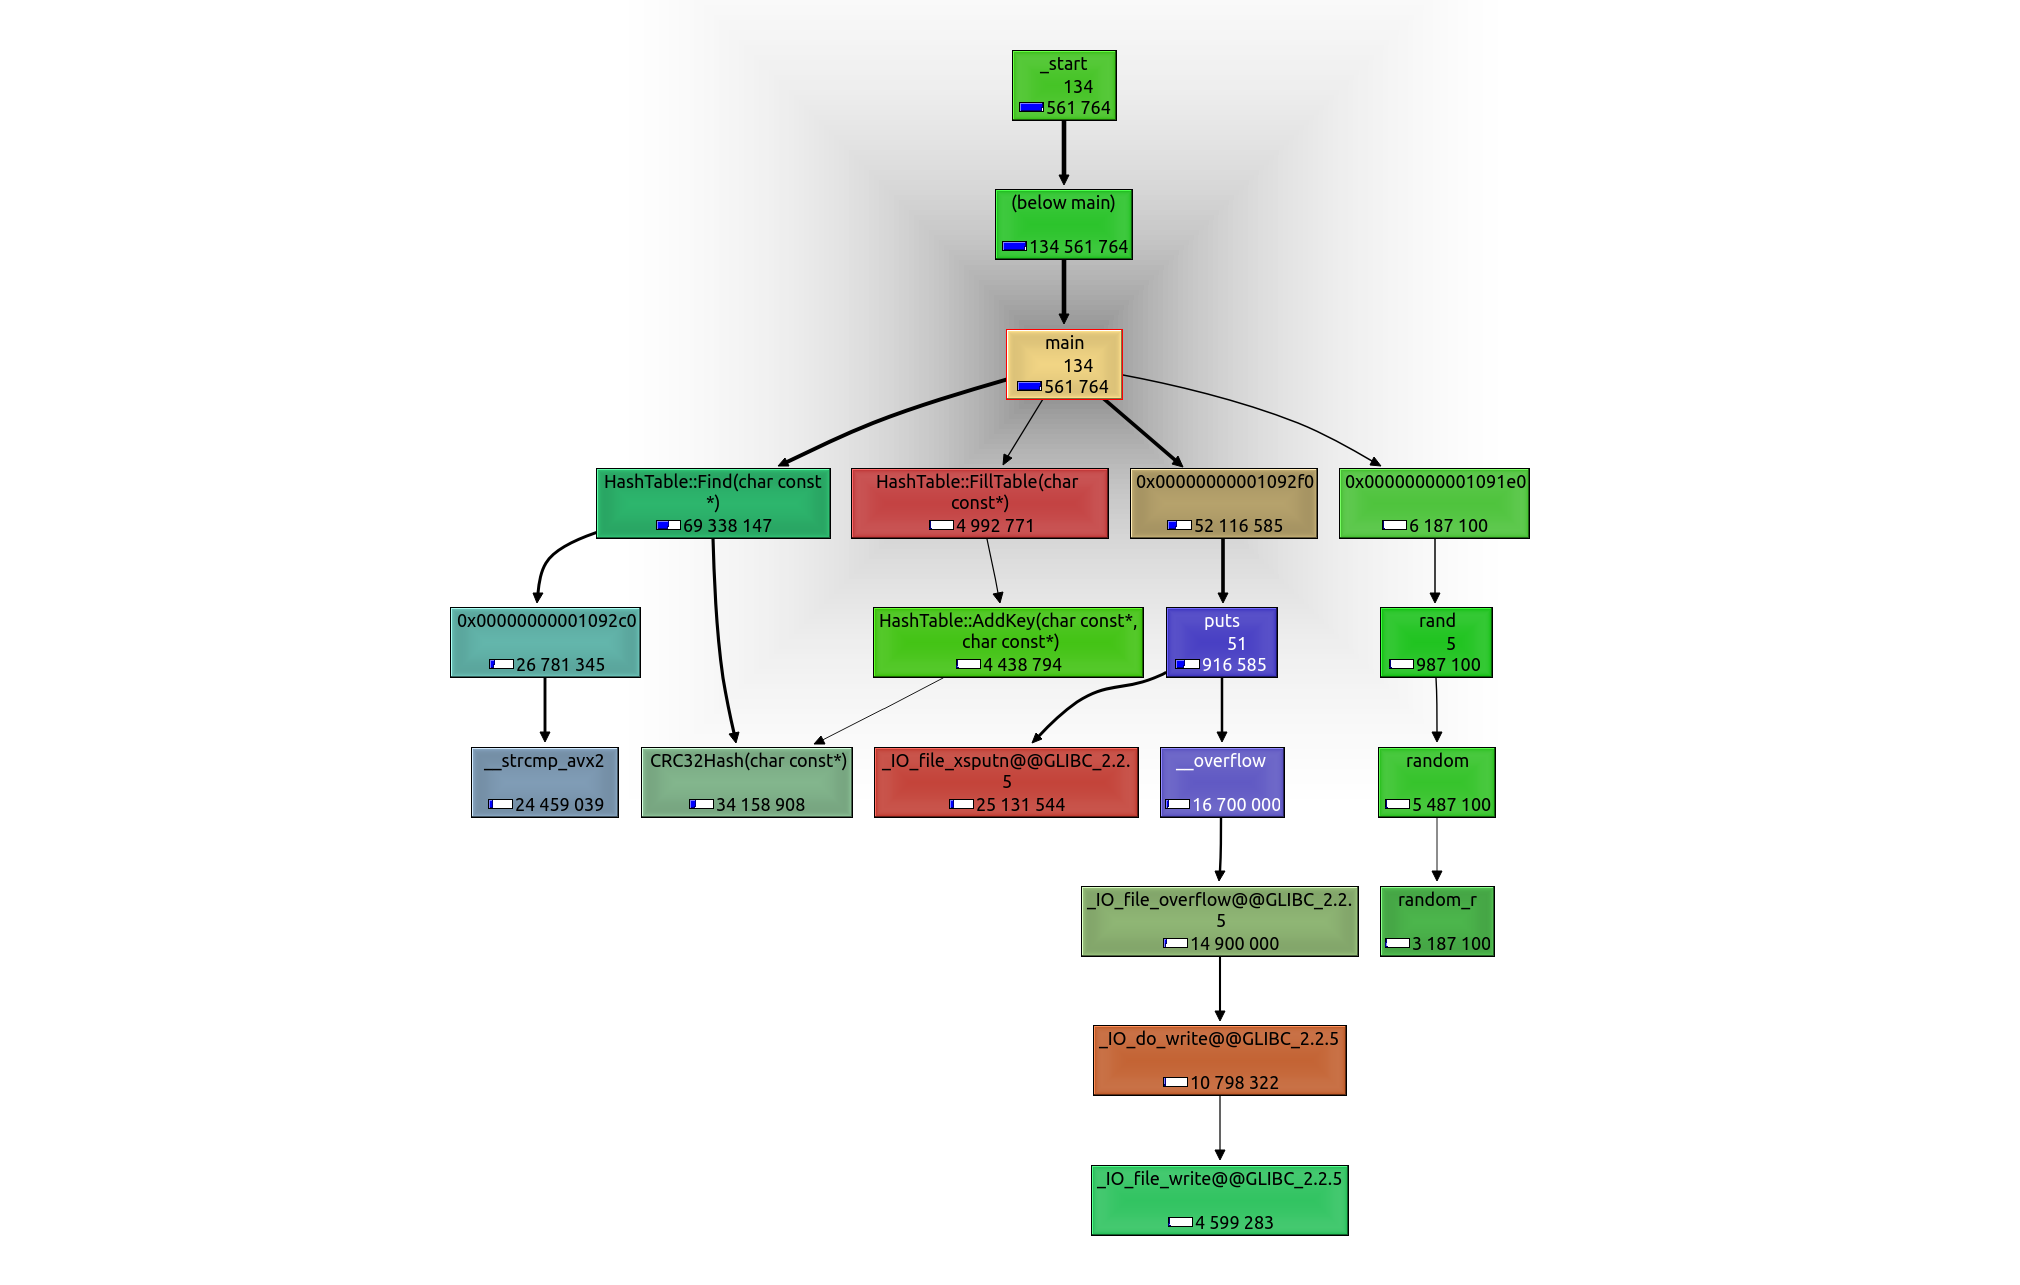 _start
134
561 764
(below main)
134 561 764
main
134
561 764
HashTable::Find(char const
*)
69 338 147
HashTable::FillTable(char
const*)
4 992 771
0x00000000001092f0
52 116 585
0x00000000001091e0
6 187 100
0x00000000001092c0
26 781 345
HashTable::AddKey(char const*,
char const*)
4 438 794
puts
51
916 585
rand
5
987 100
__strcmp_avx2
24 459 039
CRC32Hash(char const*)
34 158 908
_IO_file_xsputn@@GLIBC_2.2.
5
25 131 544
__overflow
16 700 000
random
5 487 100
_IO_file_overflow@@GLIBC_2.2.
5
14 900 000
random_r
3 187 100
_IO_do_write@@GLIBC_2.2.5
10 798 322
_IO_file_write@@GLIBC_2.2.5
4 599 283